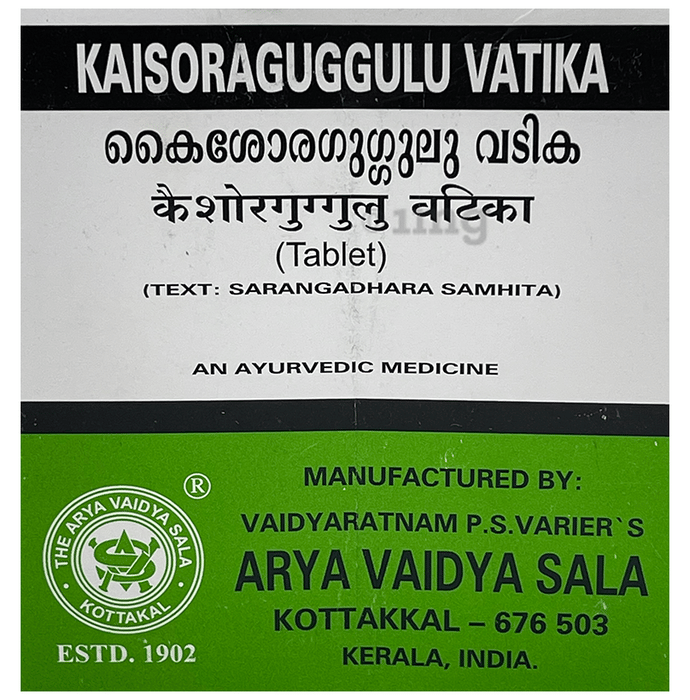 KAISORAGUGGULU VATIKA
കൈശോരഗുഗ്ഗുലു വടിക
कैशोरगुग्गुलु वटिका
1mg
(Tablet)
(TEXT: SARANGADHARA SAMHITA)
AN AYURVEDIC MEDICINE
MANUFACTURED BY:
VAIDYARATNAM P.S.VARIER`S
ARYA VAIDYA SALA
KOTTAKKAL – 676 503
KERALA, INDIA.
®
· THE ARYA VAIDYA SALA ·
KOTTAKAL
ESTD. 1902